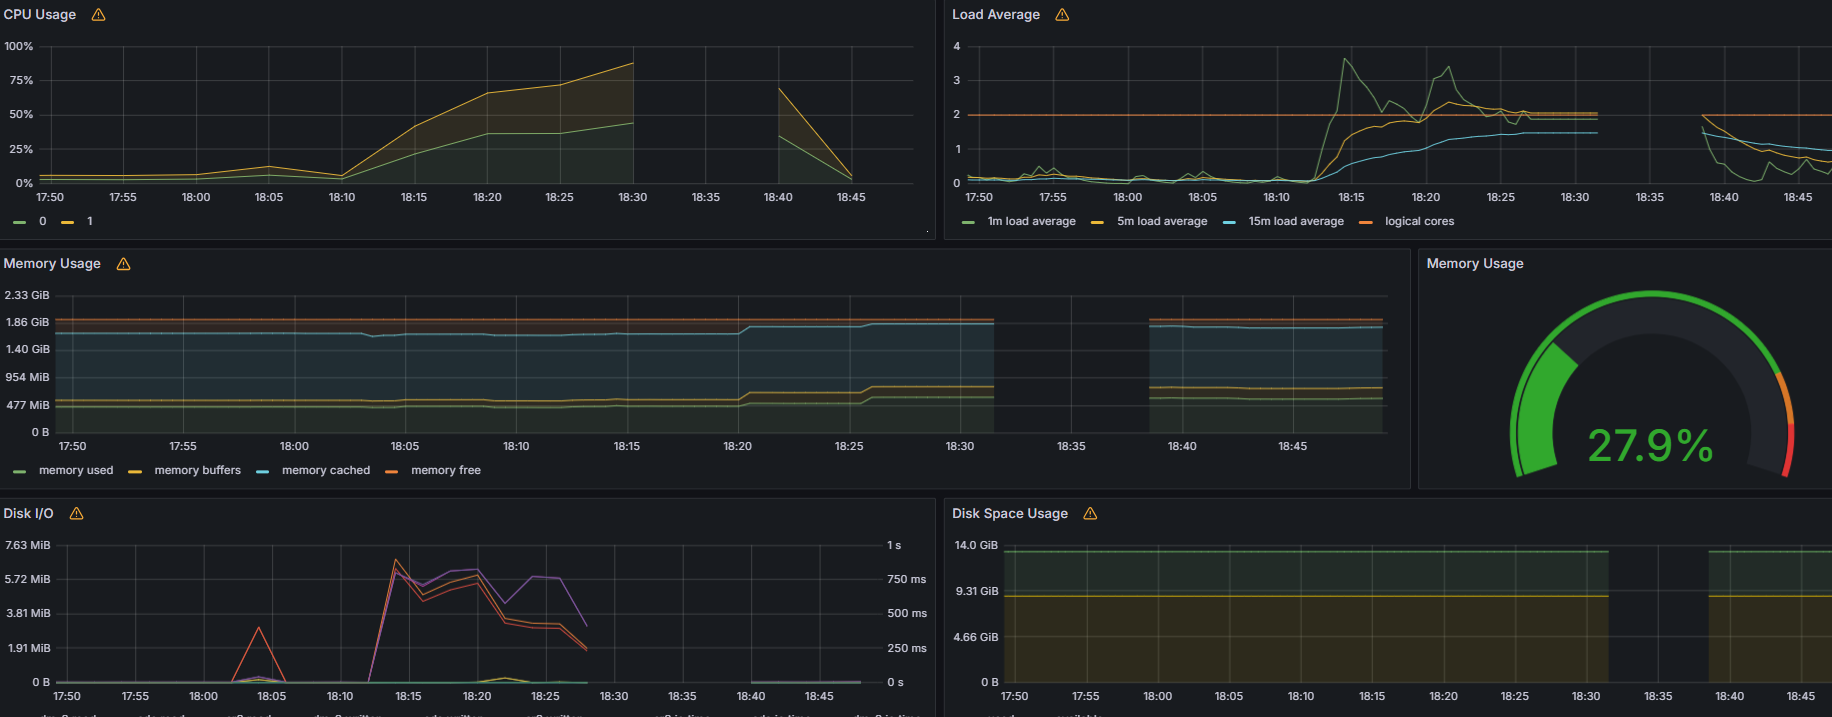 CPU Usage
100%
75%
50%
25%
0%
17:50 17:55 18:00 18:05 18:10 18:15 18:20 18:25 18:30 18:35 18:40 18:45
0 1
Load Average
4
3
2
1
0
17:50 17:55 18:00 18:05 18:10 18:15 18:20 18:25 18:30 18:35 18:40 18:45
1m load average 5m load average 15m load average logical cores
Memory Usage
2.33 GiB
1.86 GiB
1.40 GiB
954 MiB
477 MiB
0 B
17:50 17:55 18:00 18:05 18:10 18:15 18:20 18:25 18:30 18:35 18:40 18:45
memory used memory buffers memory cached memory free
Memory Usage
27.9%
Disk I/O
7.63 MiB
5.72 MiB
3.81 MiB
1.91 MiB
0 B
1 s
750 ms
500 ms
250 ms
0 s
17:50 17:55 18:00 18:05 18:10 18:15 18:20 18:25 18:30 18:35 18:40 18:45
Disk Space Usage
14.0 GiB
9.31 GiB
4.66 GiB
0 B
17:50 17:55 18:00 18:05 18:10 18:15 18:20 18:25 18:30 18:35 18:40 18:45